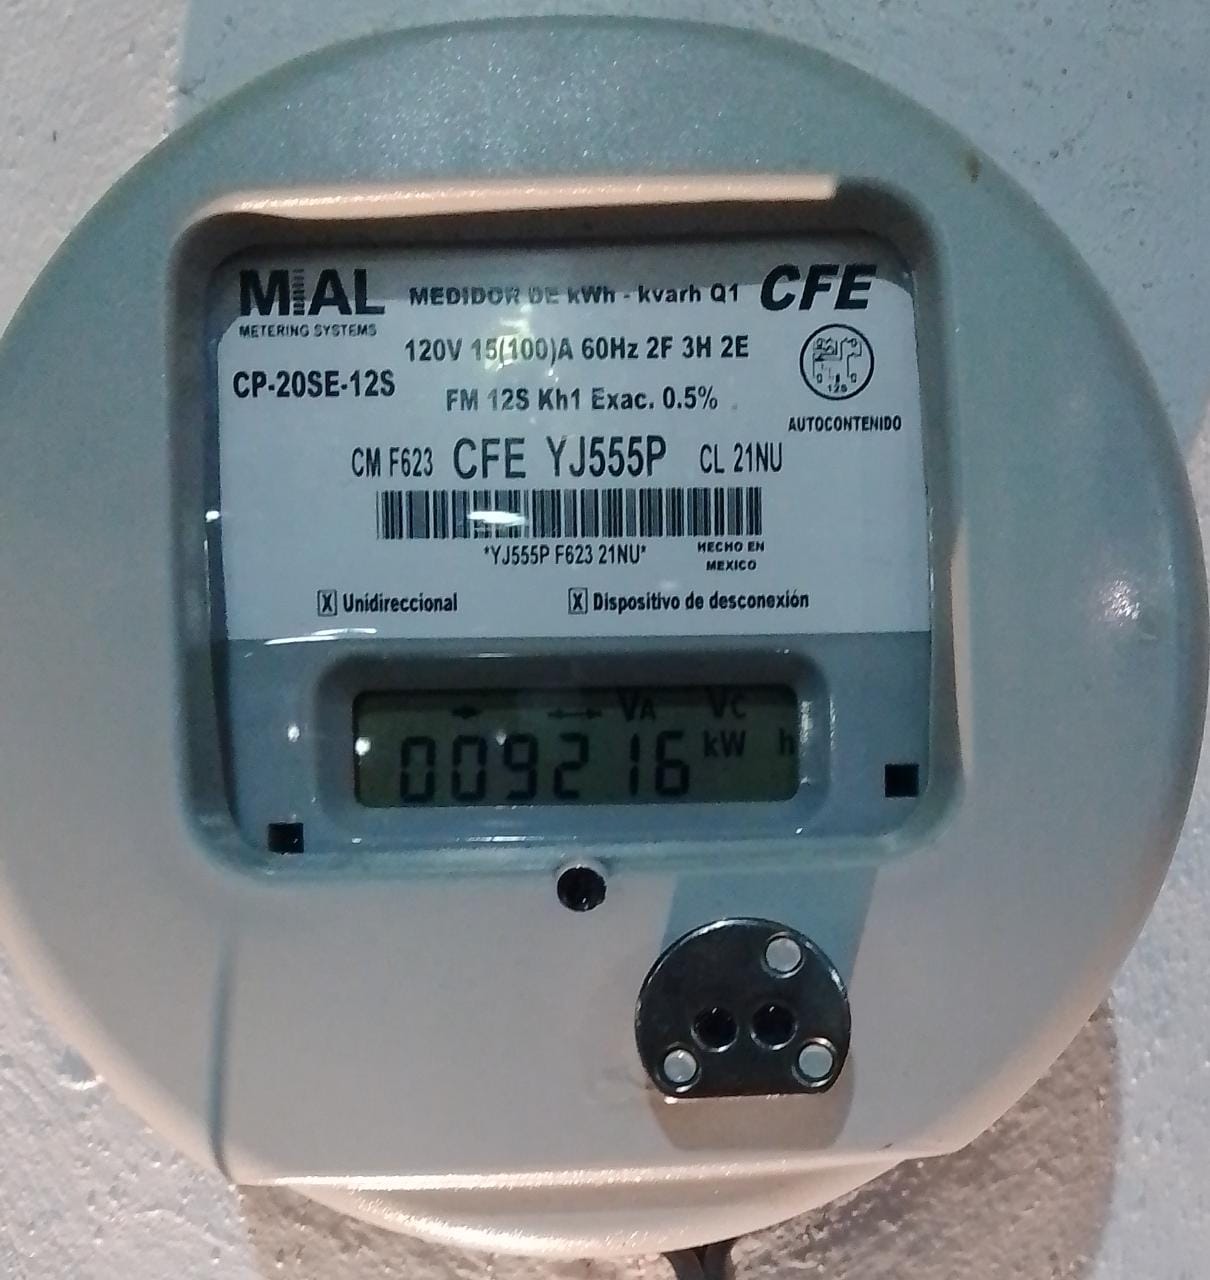 MIAL MEDIDOR DE kWh - kvarh Q1 CFE
METERING SYSTEMS
120V 15(100)A 60Hz 2F 3H 2E
CP-20SE-12S
FM 12S Kh1 Exac. 0.5%
12S
AUTOCONTENIDO
CM F623 CFE YJ555P CL 21NU
*YJ555P F623 21NU*
HECHO EN
MEXICO
X Unidireccional X Dispositivo de desconexión
VA VC
009216 kW h